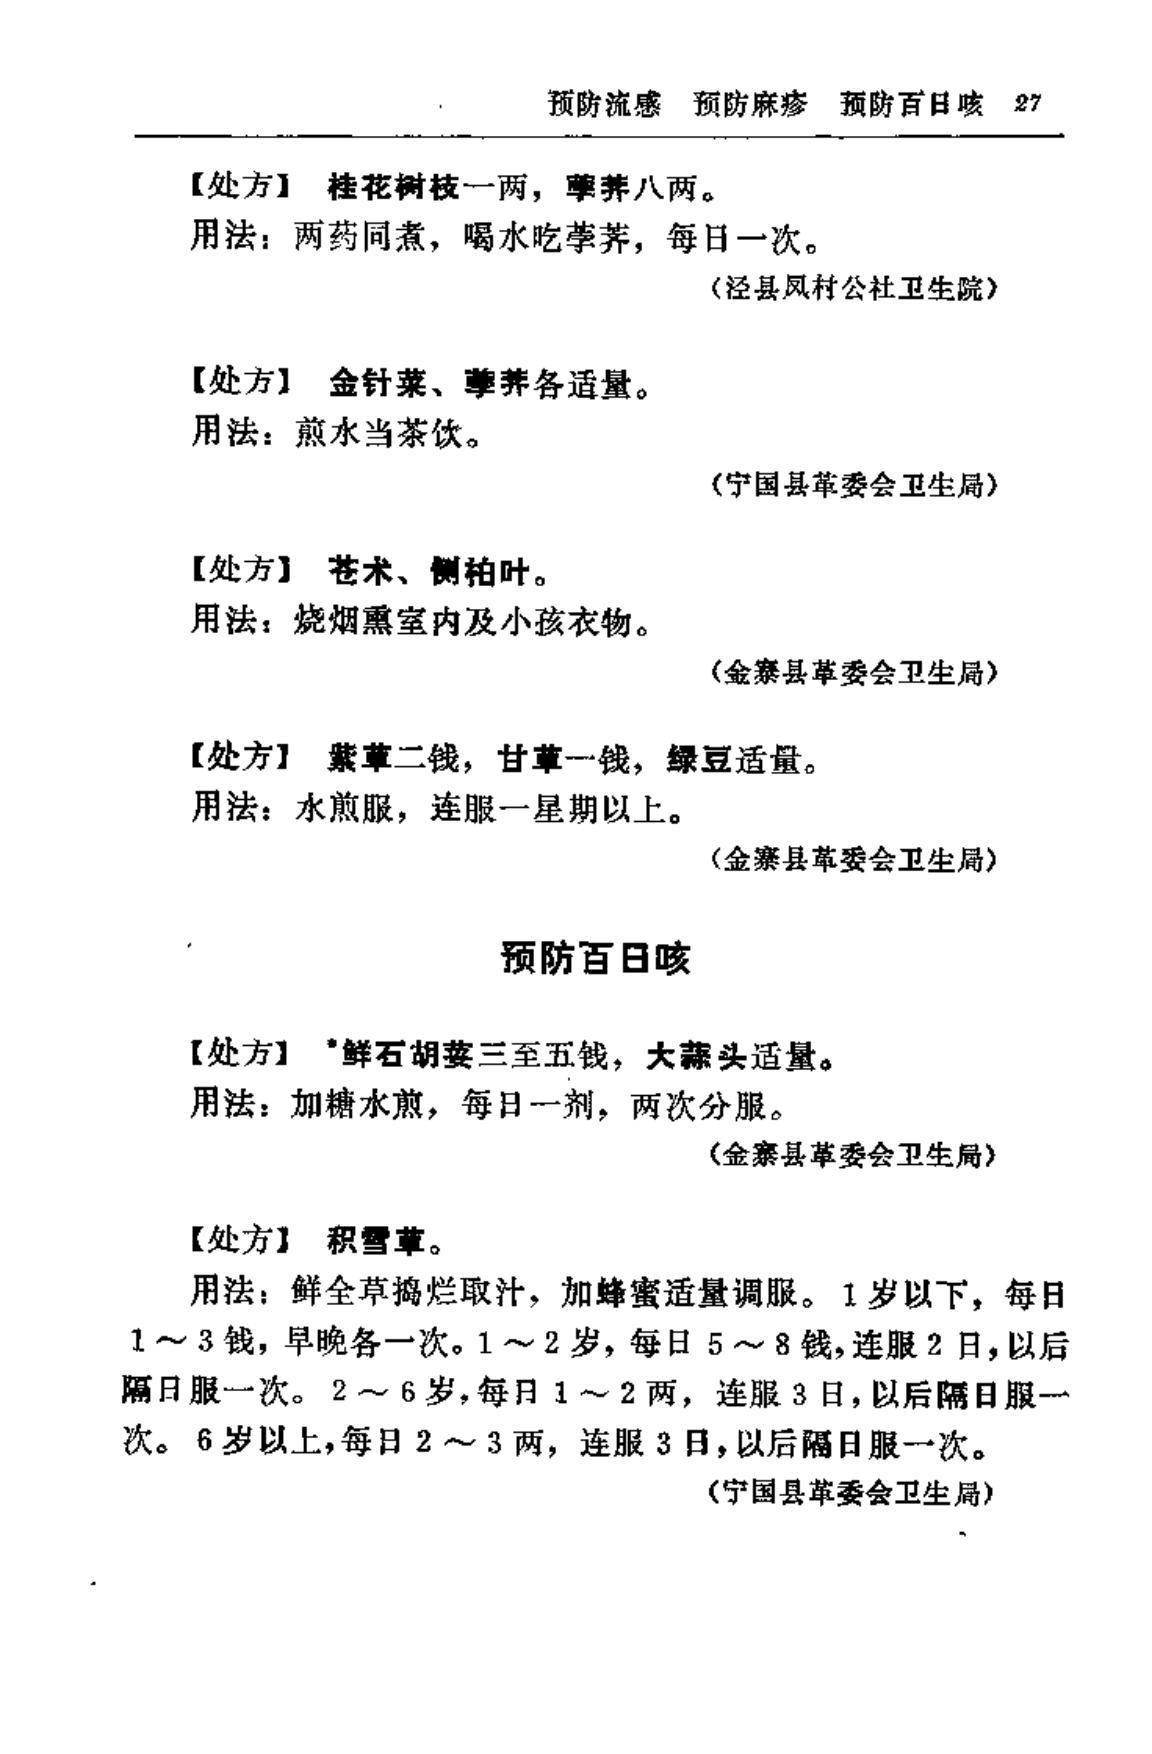 预防流感　预防麻疹　预防百日咳　27
【处方】　桂花树枝一两，荸荠八两。
用法：两药同煮，喝水吃荸荠，每日一次。
（泾县凤村公社卫生院）
【处方】　金针菜、荸荠各适量。
用法：煎水当茶饮。
（宁国县革委会卫生局）
【处方】　苍术、侧柏叶。
用法：烧烟熏室内及小孩衣物。
（金寨县革委会卫生局）
【处方】　紫草二钱，甘草一钱，绿豆适量。
用法：水煎服，连服一星期以上。
（金寨县革委会卫生局）
预防百日咳
【处方】　*鲜石胡荽三至五钱，大蒜头适量。
用法：加糖水煎，每日一剂，两次分服。
（金寨县革委会卫生局）
【处方】　积雪草。
用法：鲜全草捣烂取汁，加蜂蜜适量调服。1岁以下，每日
1～3钱，早晚各一次。1～2岁，每日5～8钱，连服2日，以后
隔日服一次。2～6岁，每日1～2两，连服3日，以后隔日服一
次。6岁以上，每日2～3两，连服3日，以后隔日服一次。
（宁国县革委会卫生局）